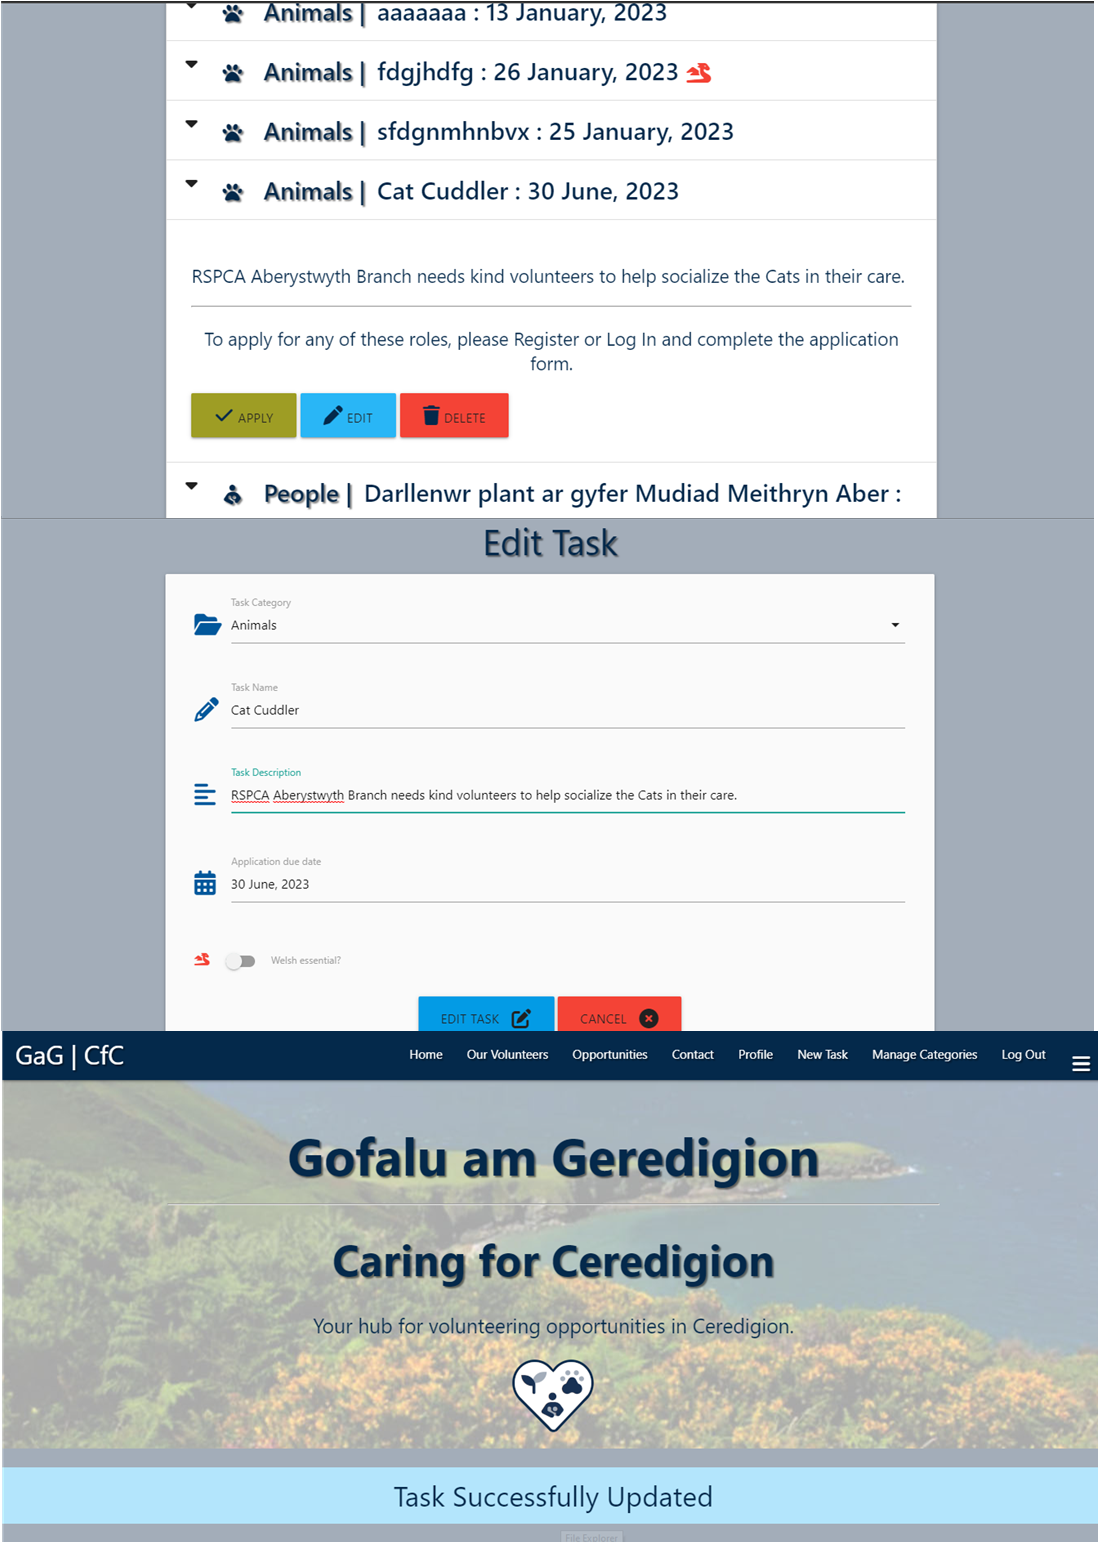 Animals | aaaaaaa : 13 January, 2023
Animals | fdgjhdfg : 26 January, 2023
Animals | sfdgnmhnbvx : 25 January, 2023
Animals | Cat Cuddler : 30 June, 2023
RSPCA Aberystwyth Branch needs kind volunteers to help socialize the Cats in their care.
To apply for any of these roles, please Register or Log In and complete the application
form.
APPLY EDIT DELETE
People | Darllenwr plant ar gyfer Mudiad Meithryn Aber :
Edit Task
Task Category
Animals
Task Name
Cat Cuddler
Task Description
RSPCA Aberystwyth Branch needs kind volunteers to help socialize the Cats in their care.
Application due date
30 June, 2023
Welsh essential?
EDIT TASK CANCEL
GaG | CfC Home Our Volunteers Opportunities Contact Profile New Task Manage Categories Log Out
Gofalu am Geredigion
Caring for Ceredigion
Your hub for volunteering opportunities in Ceredigion.
Task Successfully Updated
File Explorer